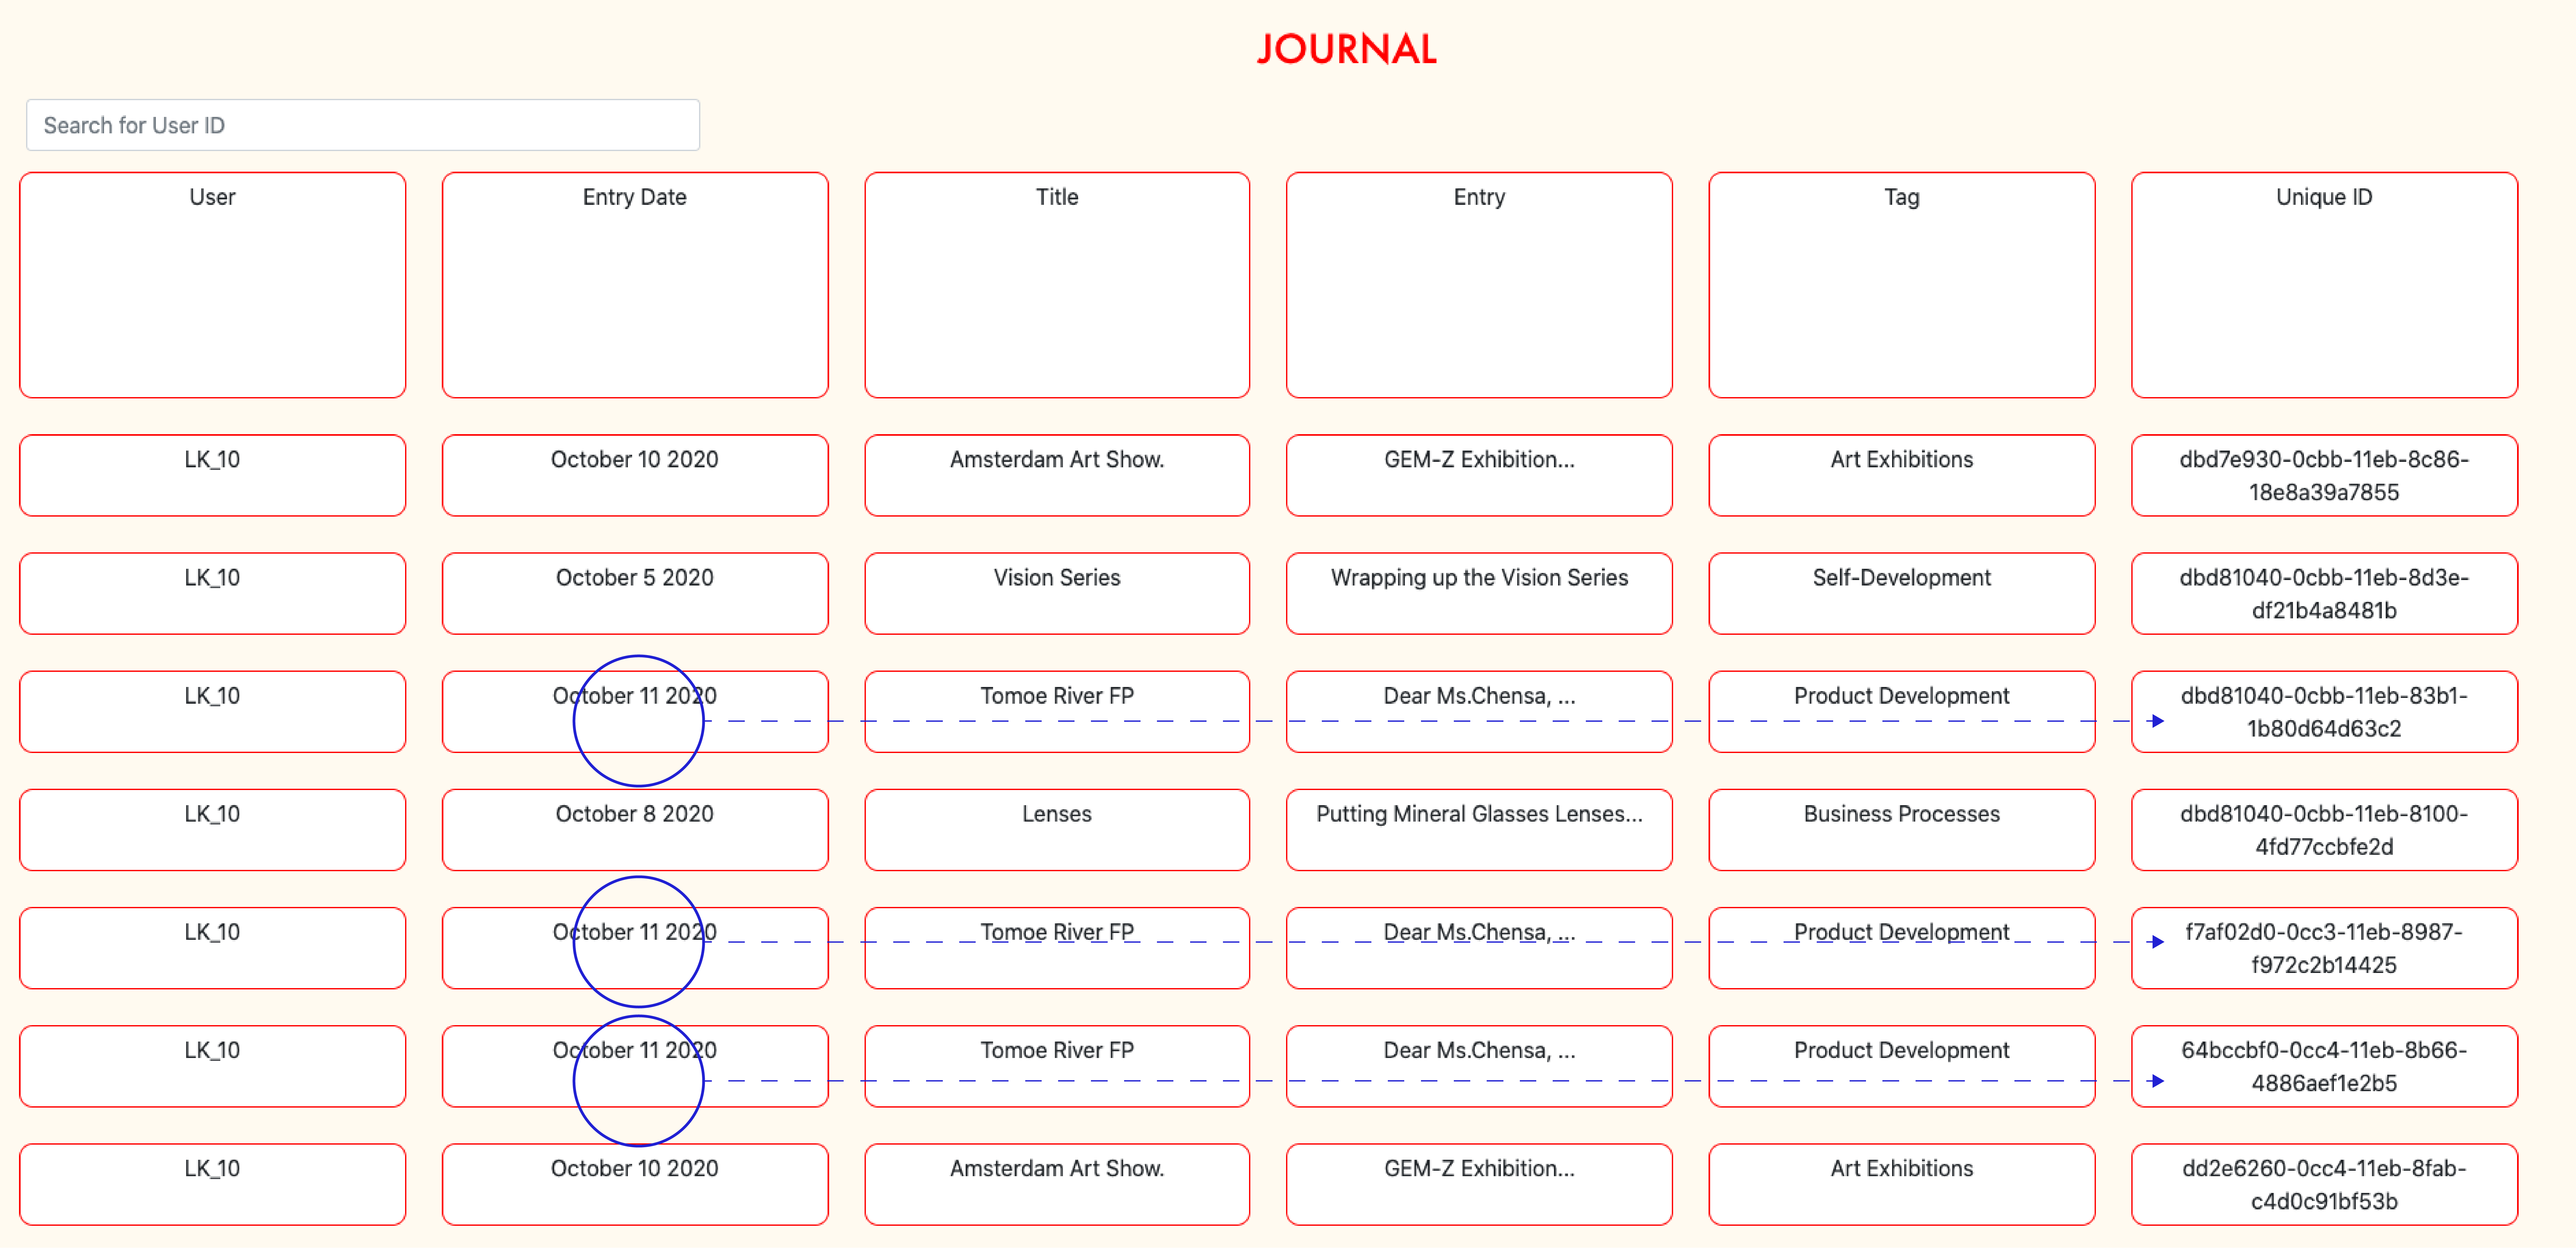 JOURNAL
Search for User ID
User Entry Date Title Entry Tag Unique ID
LK_10 October 10 2020 Amsterdam Art Show. GEM-Z Exhibition... Art Exhibitions dbd7e930-0cbb-11eb-8c86-
18e8a39a7855
LK_10 October 5 2020 Vision Series Wrapping up the Vision Series Self-Development dbd81040-0cbb-11eb-8d3e-
df21b4a8481b
LK_10 October 11 2020 Tomoe River FP Dear Ms.Chensa, ... Product Development dbd81040-0cbb-11eb-83b1-
1b80d64d63c2
LK_10 October 8 2020 Lenses Putting Mineral Glasses Lenses... Business Processes dbd81040-0cbb-11eb-8100-
4fd77ccbfe2d
LK_10 October 11 2020 Tomoe River FP Dear Ms.Chensa, ... Product Development f7af02d0-0cc3-11eb-8987-
f972c2b14425
LK_10 October 11 2020 Tomoe River FP Dear Ms.Chensa, ... Product Development 64bccbf0-0cc4-11eb-8b66-
4886aef1e2b5
LK_10 October 10 2020 Amsterdam Art Show. GEM-Z Exhibition... Art Exhibitions dd2e6260-0cc4-11eb-8fab-
c4d0c91bf53b